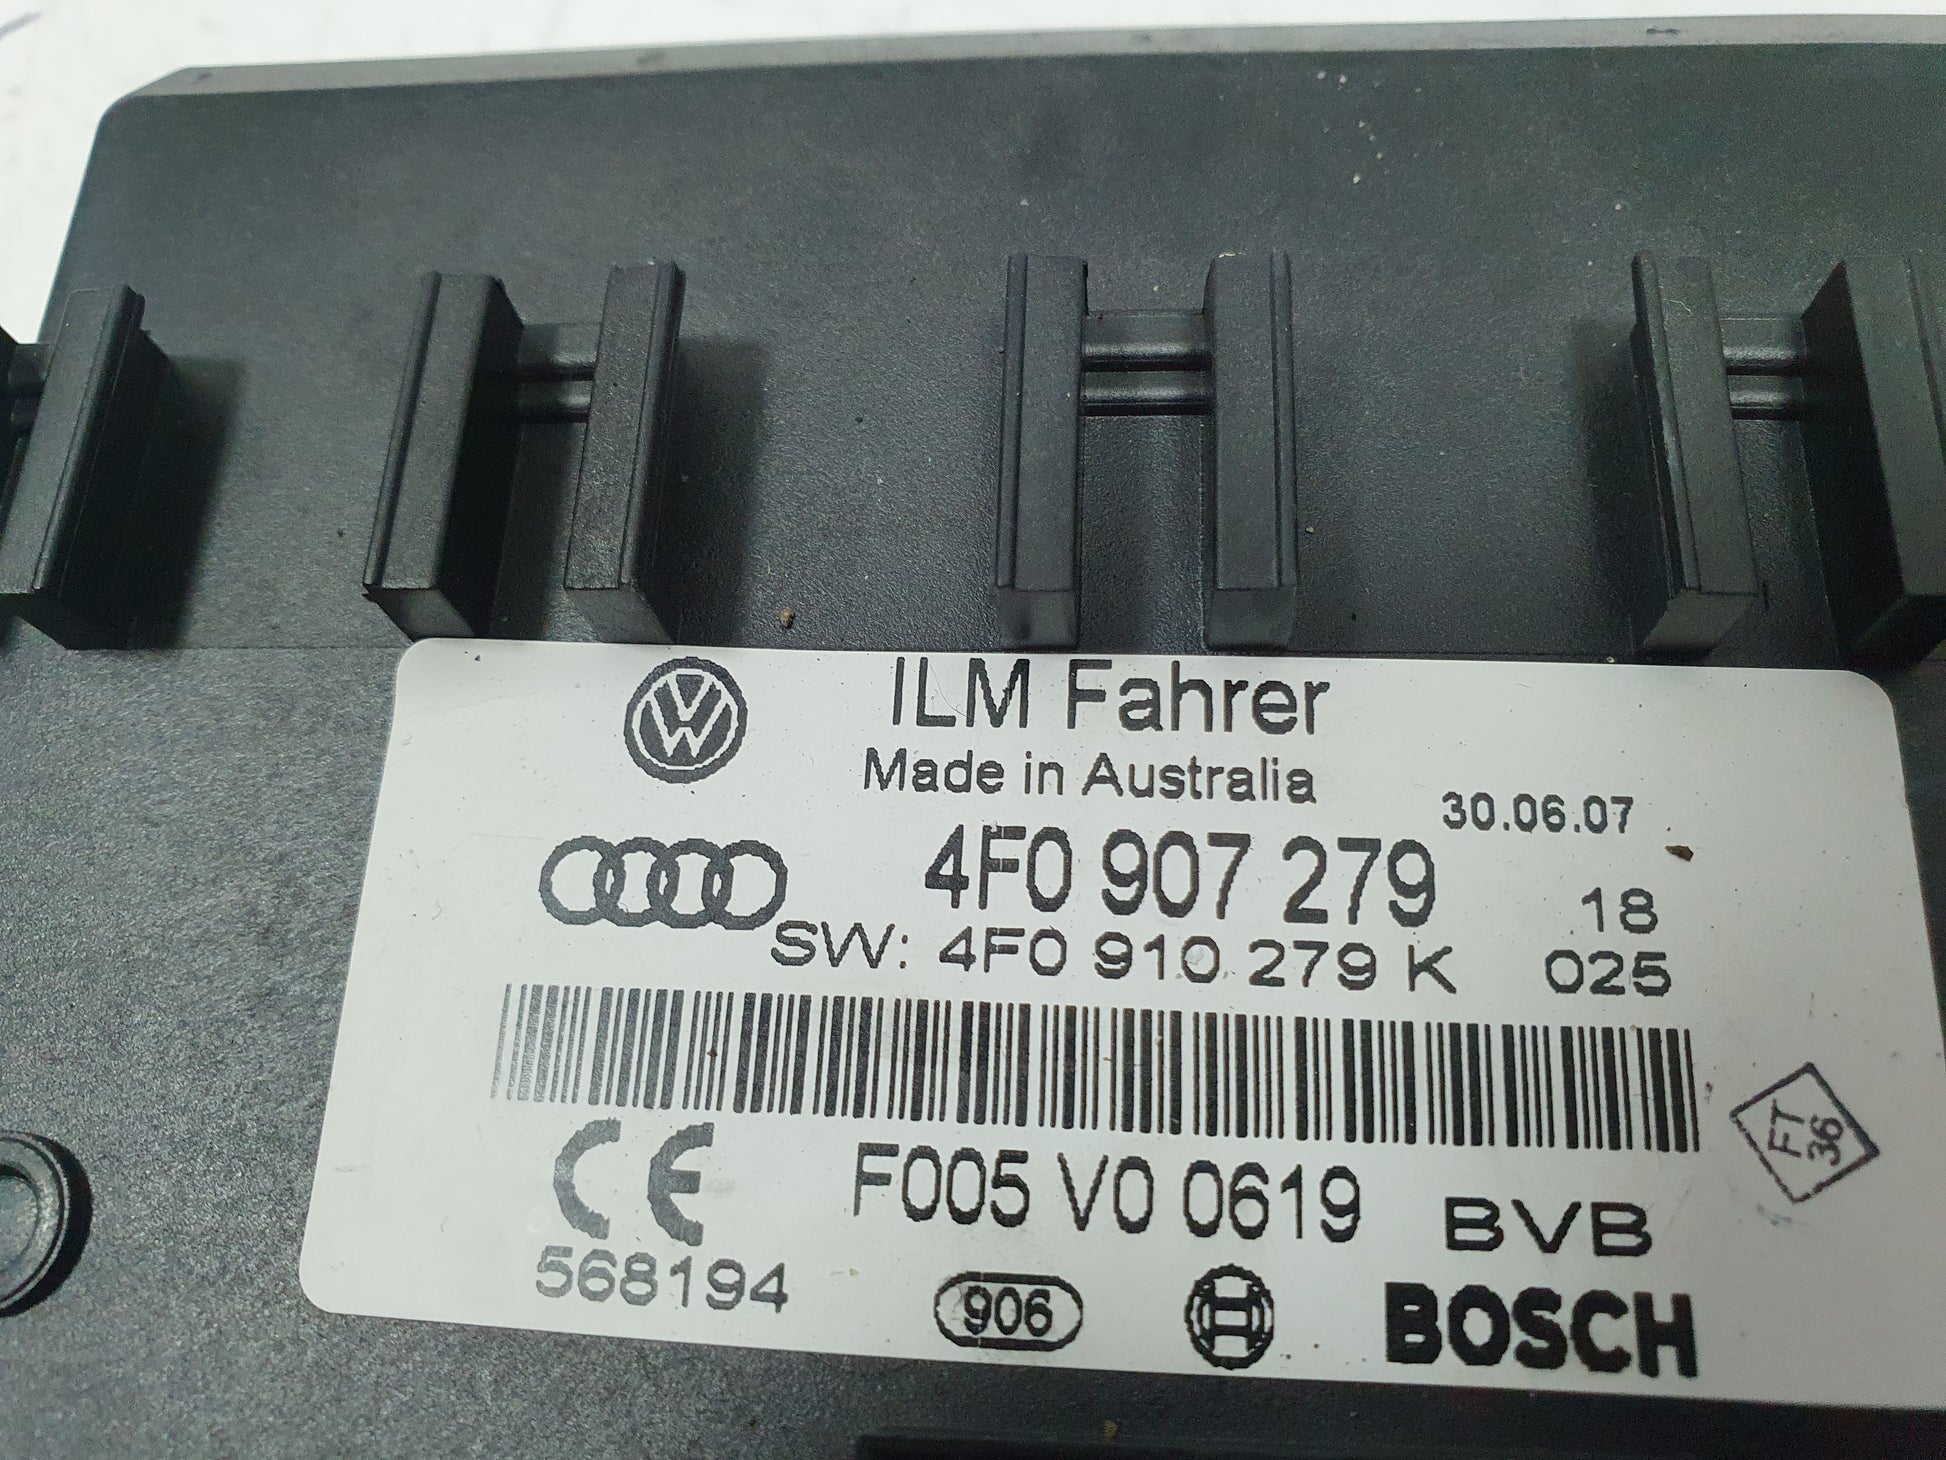 ILM Fahrer
Made in Australia
30.06.07
4F0 907 279
18
SW: 4F0 910 279 K 025
CE F005 V0 0619 BVB
FT
36
568194 906 BOSCH